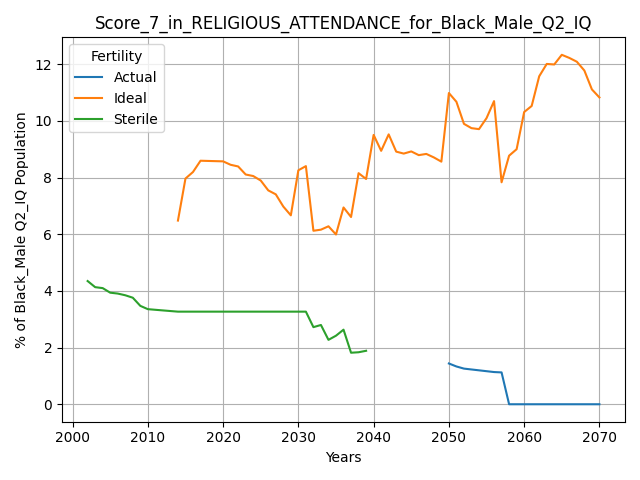 Score_7_in_RELIGIOUS_ATTENDANCE_for_Black_Male_Q2_IQ
Fertility
Actual
Ideal
Sterile
% of Black_Male Q2_IQ Population
12
10
8
6
4
2
0
2000 2010 2020 2030 2040 2050 2060 2070
Years